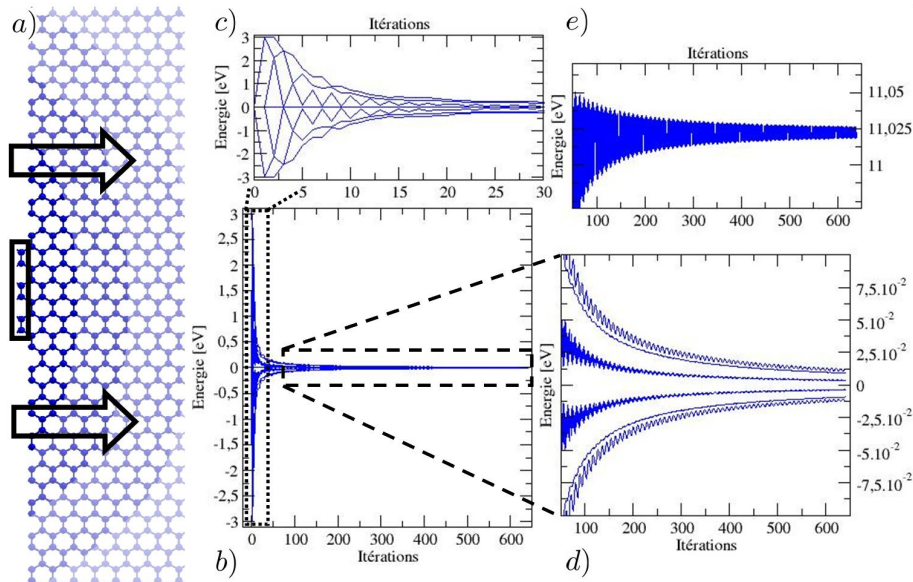 a)
c)
Itérations
3
2
1
0
-1
-2
-3
Energie [eV]
0 5 10 15 20 25 30
e)
Itérations
11,05
11,025
11
Energie [eV]
100 200 300 400 500 600
3
2,5
2
1,5
1
0,5
0
-0.5
-1
-1.5
-2
-2.5
-3
Energie [eV]
0 100 200 300 400 500 600
Itérations
b)
7,5.10-2
5.10-2
2,5.10-2
0
-2,5.10-2
-5.10-2
-7,5.10-2
Energie [eV]
100 200 300 400 500 600
Itérations
d)